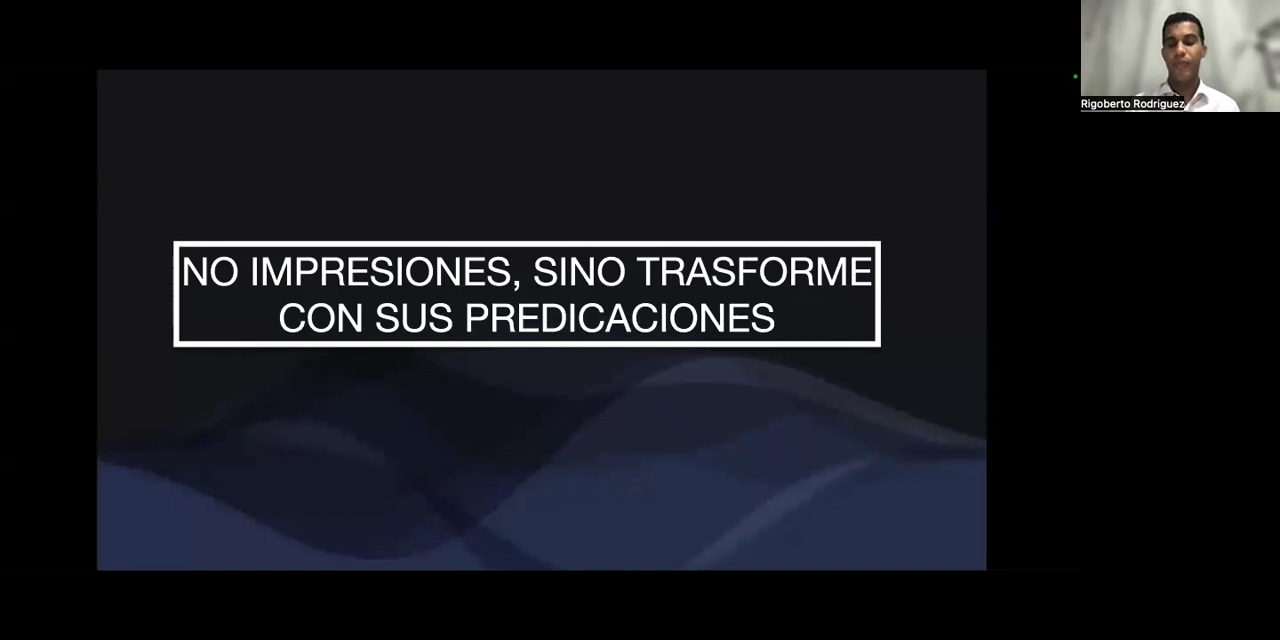 NO IMPRESIONES, SINO TRASFORME
CON SUS PREDICACIONES
Rigoberto Rodriguez